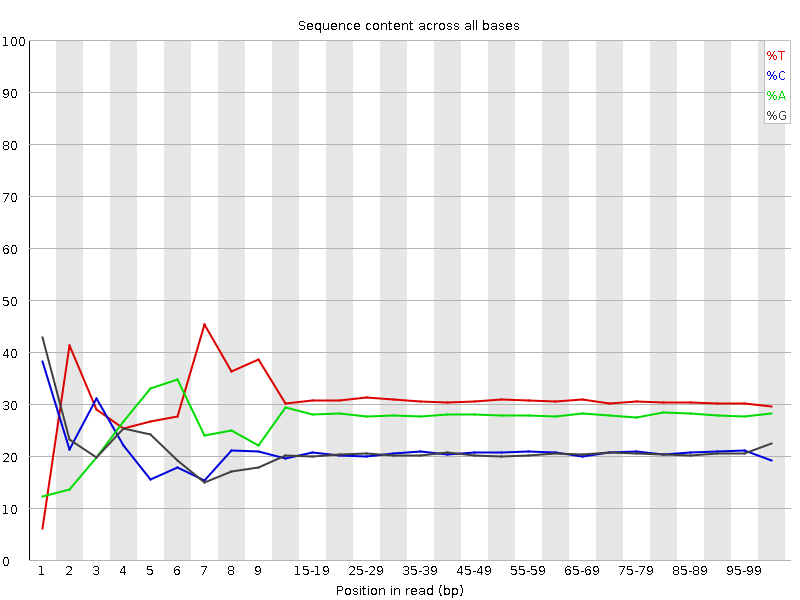 Sequence content across all bases
100
90
80
70
60
50
40
30
20
10
0
%T
%C
%A
%G
1 2 3 4 5 6 7 8 9 15-19 25-29 35-39 45-49 55-59 65-69 75-79 85-89 95-99
Position in read (bp)